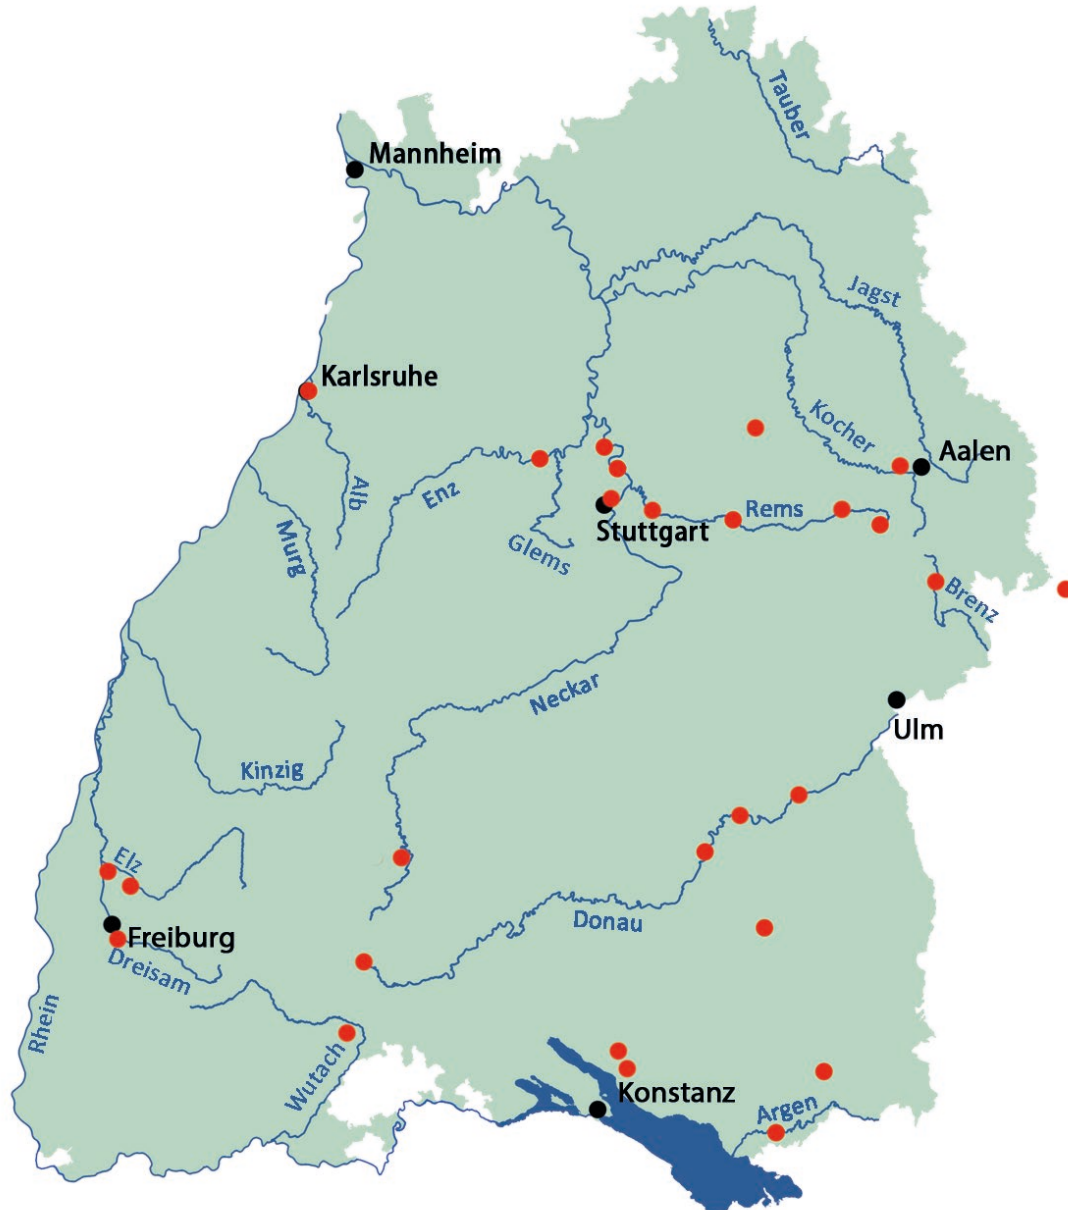 Tauber
Mannheim
Jagst
Karlsruhe
Kocher
Aalen
Alb
Enz
Rems
Murg
Glems
Stuttgart
Brenz
Neckar
Ulm
Kinzig
Elz
Donau
Freiburg
Dreisam
Rhein
Wutach
Konstanz
Argen